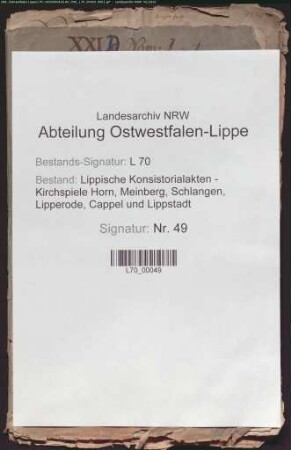 XXI
Landesarchiv NRW
Abteilung Ostwestfalen-Lippe
Bestands-Signatur: L 70
Bestand: Lippische Konsistorialakten -
Kirchspiele Horn, Meinberg, Schlangen,
Lipperode, Cappel und Lippstadt
Signatur: Nr. 49
L70_00049